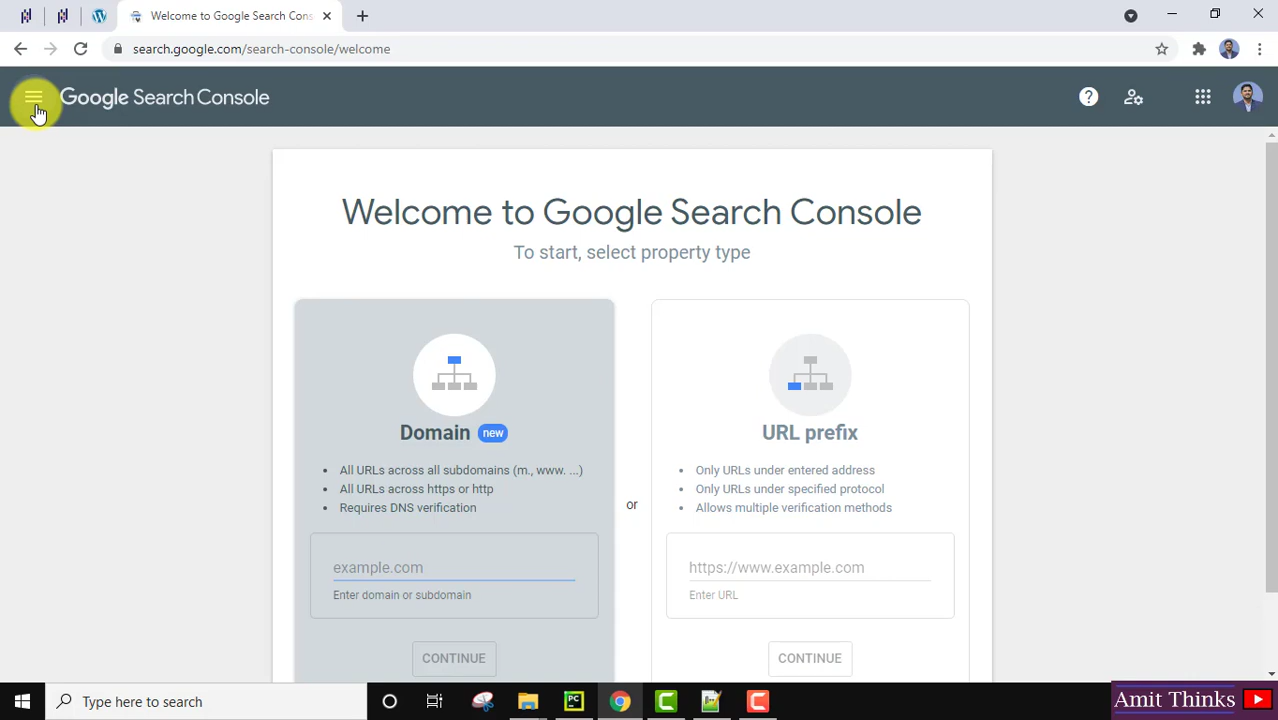 Welcome to Google Search Cons
search.google.com/search-console/welcome
Google Search Console
Welcome to Google Search Console
To start, select property type
Domain new
All URLs across all subdomains (m., www. ...)
All URLs across https or http
Requires DNS verification
example.com
Enter domain or subdomain
CONTINUE
or
URL prefix
Only URLs under entered address
Only URLs under specified protocol
Allows multiple verification methods
https://www.example.com
Enter URL
CONTINUE
Type here to search
PC
Amit Thinks